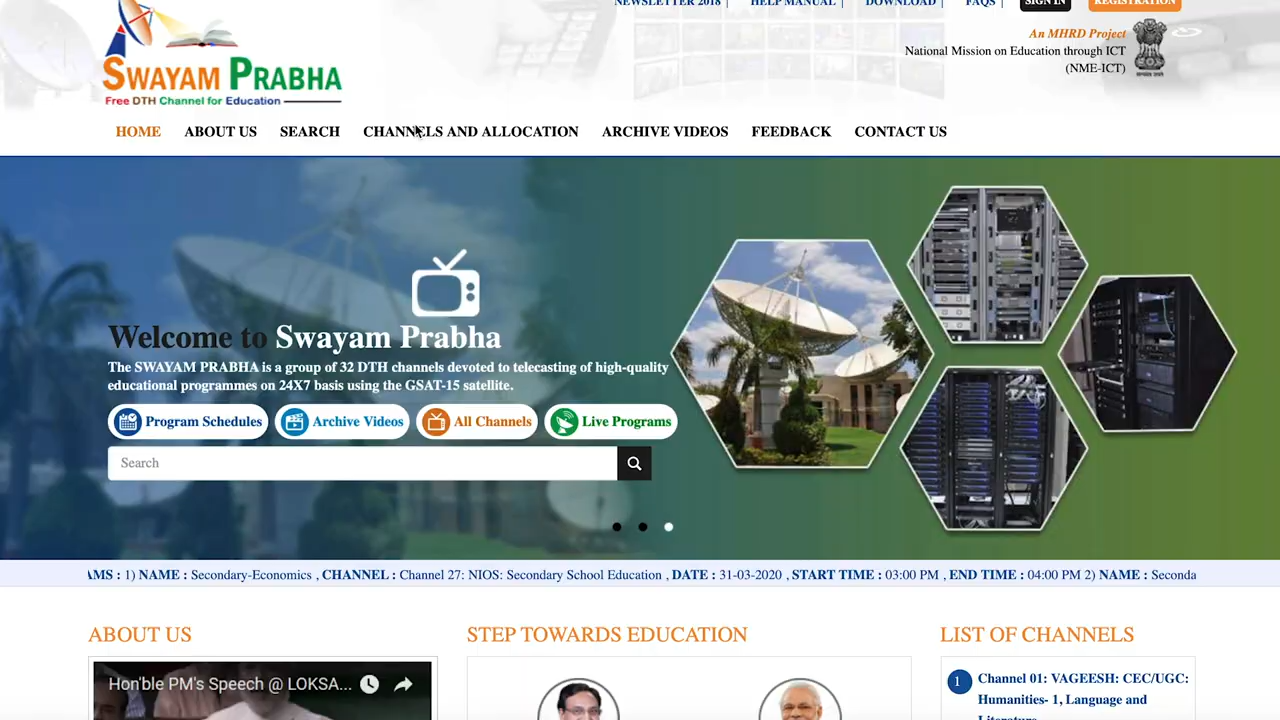 NEWSLETTER 2018 | HELP MANUAL | DOWNLOAD | FAQS | SIGN IN REGISTRATION
An MHRD Project
National Mission on Education through ICT
(NME-ICT)
SWAYAM PRABHA
Free DTH Channel for Education
HOME ABOUT US SEARCH CHANNELS AND ALLOCATION ARCHIVE VIDEOS FEEDBACK CONTACT US
Welcome to Swayam Prabha
The SWAYAM PRABHA is a group of 32 DTH channels devoted to telecasting of high-quality
educational programmes on 24X7 basis using the GSAT-15 satellite.
Program Schedules Archive Videos All Channels Live Programs
Search
AMS : 1) NAME : Secondary-Economics , CHANNEL : Channel 27: NIOS: Secondary School Education , DATE : 31-03-2020 , START TIME : 03:00 PM , END TIME : 04:00 PM 2) NAME : Seconda
ABOUT US STEP TOWARDS EDUCATION LIST OF CHANNELS
Hon'ble PM's Speech @ LOKSA...
1 Channel 01: VAGEESH: CEC/UGC:
Humanities- 1, Language and
Literature